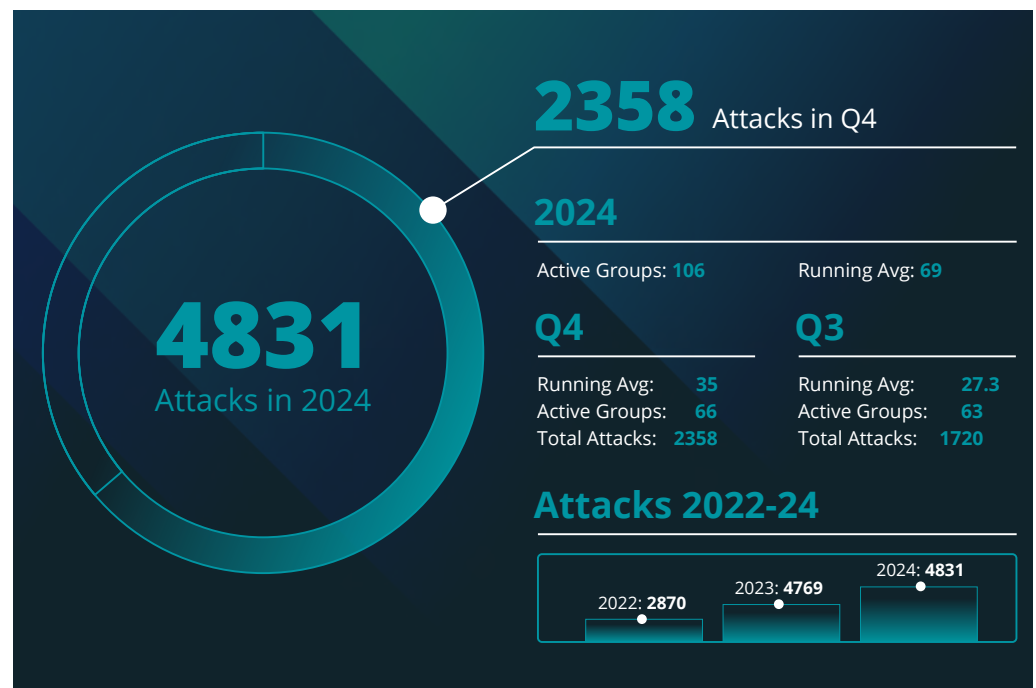 2358 Attacks in Q4
2024
Active Groups: 106
Running Avg: 69
4831
Attacks in 2024
Q4
Running Avg: 35
Active Groups: 66
Total Attacks: 2358
Q3
Running Avg: 27.3
Active Groups: 63
Total Attacks: 1720
Attacks 2022-24
2022: 2870
2023: 4769
2024: 4831